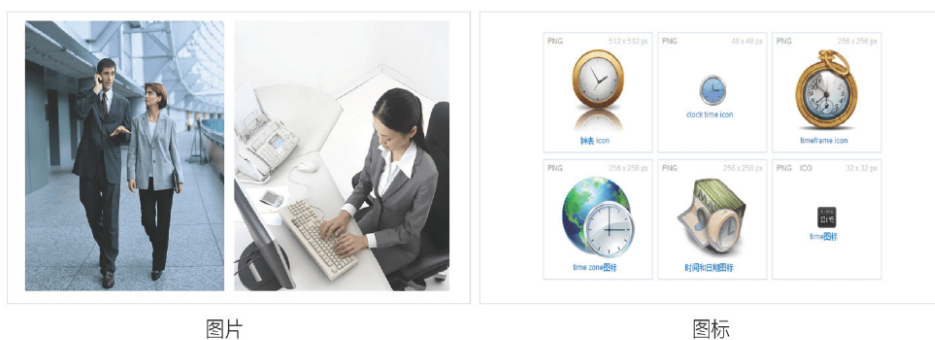 PNG 512 x 512 px
PNG 48 x 48 px
PNG 256 x 256 px
钟表 icon
clock time icon
timeframe icon
PNG 256 x 256 px
PNG 256 x 256 px
PNG ICO 32 x 32 px
time zone图标
时间和日期图标
time图标
图片
图标